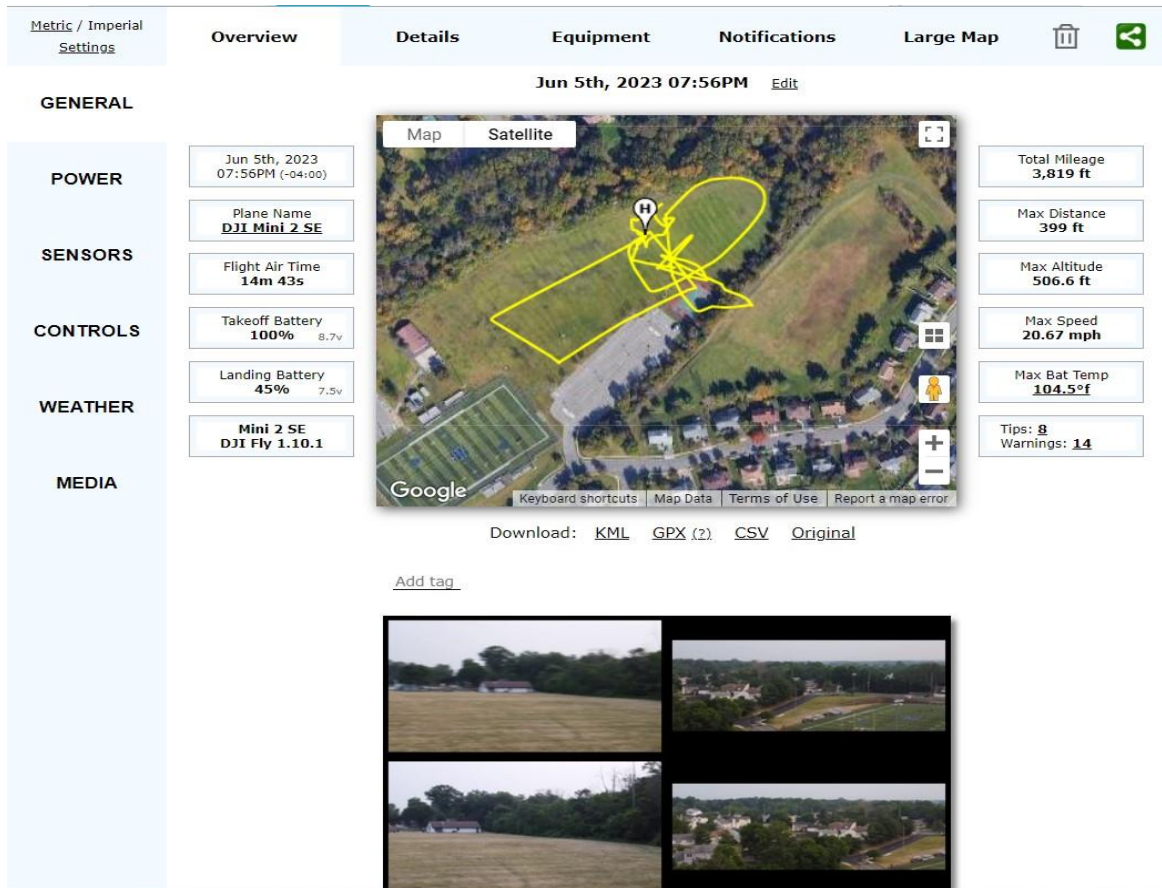 Metric / Imperial
Settings
Overview
Details
Equipment
Notifications
Large Map
Jun 5th, 2023 07:56PM Edit
GENERAL
POWER
SENSORS
CONTROLS
WEATHER
MEDIA
Jun 5th, 2023
07:56PM (-04:00)
Plane Name
DJI Mini 2 SE
Flight Air Time
14m 43s
Takeoff Battery
100% 8.7v
Landing Battery
45% 7.5v
Mini 2 SE
DJI Fly 1.10.1
Map
Satellite
H
Google
Keyboard shortcuts
Map Data
Terms of Use
Report a map error
Total Mileage
3,819 ft
Max Distance
399 ft
Max Altitude
506.6 ft
Max Speed
20.67 mph
Max Bat Temp
104.5°f
Tips: 8
Warnings: 14
Download: KML GPX (?) CSV Original
Add tag